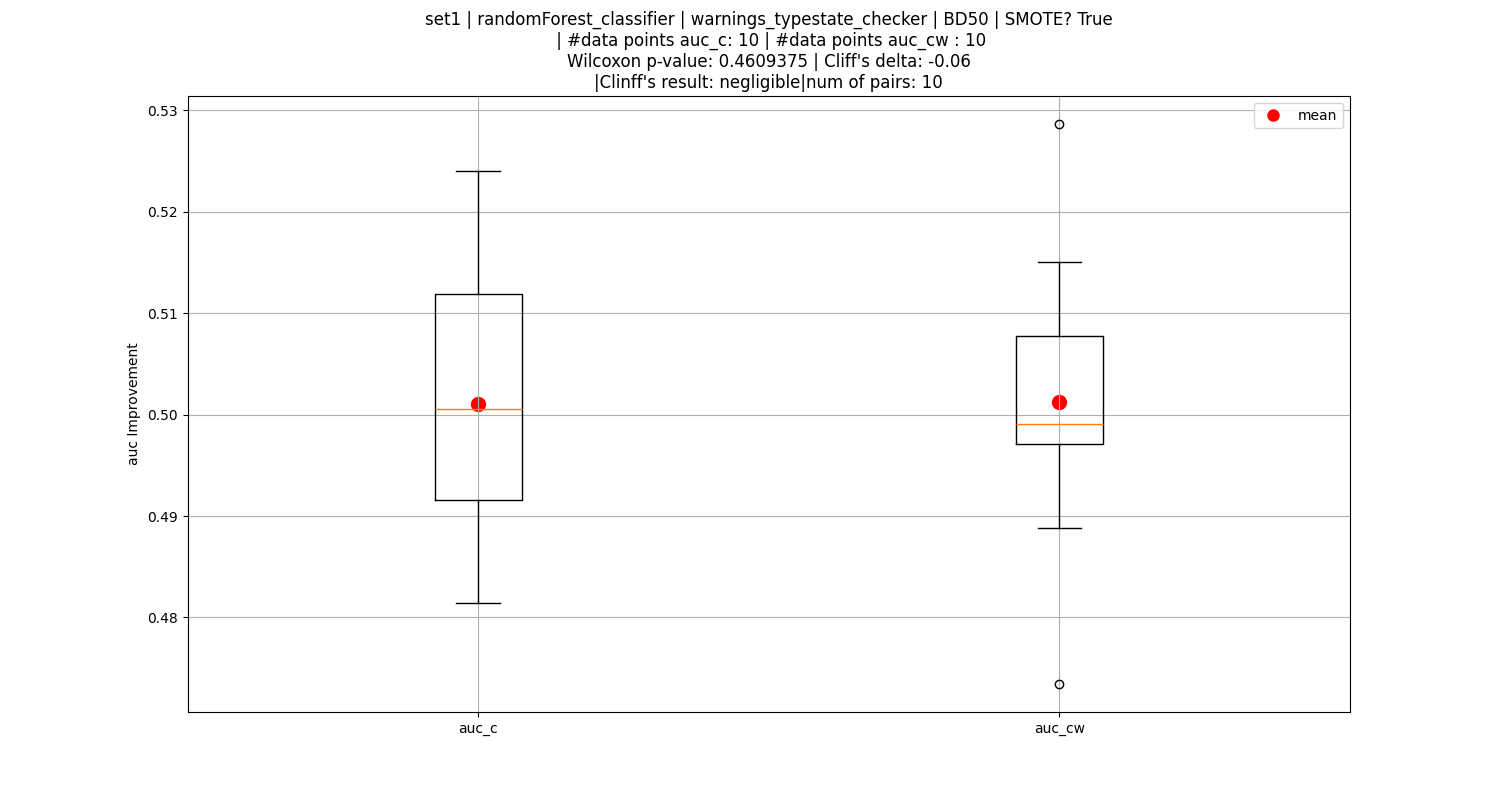 set1 | randomForest_classifier | warnings_typestate_checker | BD50 | SMOTE? True
| #data points auc_c: 10 | #data points auc_cw : 10
Wilcoxon p-value: 0.4609375 | Cliff's delta: -0.06
|Clinff's result: negligible|num of pairs: 10
mean
0.53
0.52
0.51
0.50
0.49
0.48
auc Improvement
auc_c
auc_cw